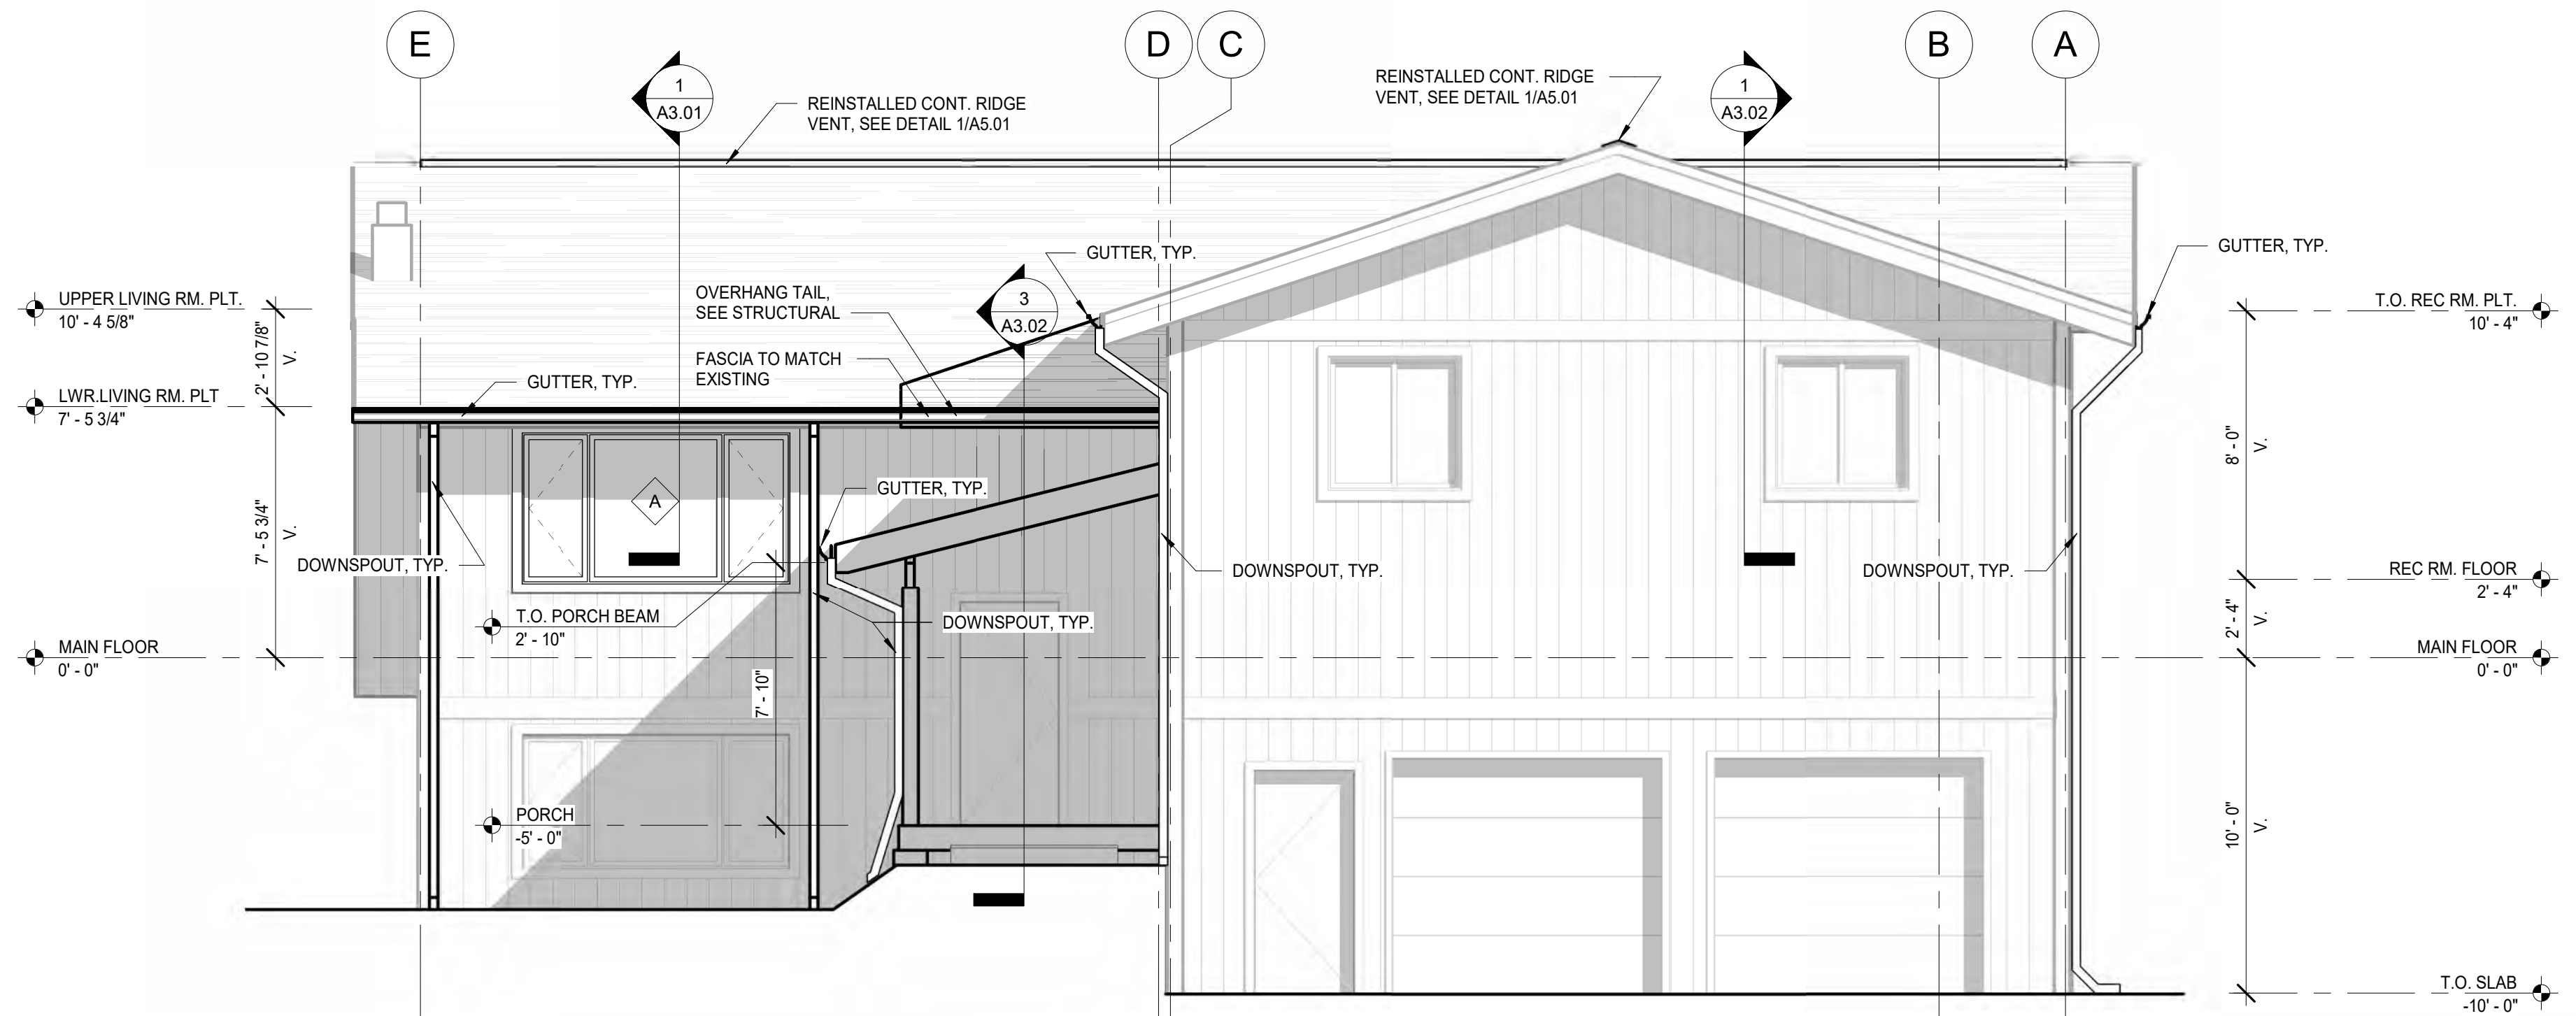 E
D
C
B
A
1
A3.01
REINSTALLED CONT. RIDGE
VENT, SEE DETAIL 1/A5.01
REINSTALLED CONT. RIDGE
VENT, SEE DETAIL 1/A5.01
1
A3.02
GUTTER, TYP.
GUTTER, TYP.
UPPER LIVING RM. PLT.
10' - 4 5/8"
2' - 10 7/8"
V.
OVERHANG TAIL,
SEE STRUCTURAL
3
A3.02
T.O. REC RM. PLT.
10' - 4"
FASCIA TO MATCH
EXISTING
GUTTER, TYP.
LWR.LIVING RM. PLT
7' - 5 3/4"
7' - 5 3/4"
V.
8' - 0"
V.
A
GUTTER, TYP.
DOWNSPOUT, TYP.
DOWNSPOUT, TYP.
DOWNSPOUT, TYP.
REC RM. FLOOR
2' - 4"
T.O. PORCH BEAM
2' - 10"
DOWNSPOUT, TYP.
2' - 4"
V.
MAIN FLOOR
0' - 0"
MAIN FLOOR
0' - 0"
7' - 10"
PORCH
-5' - 0"
10' - 0"
V.
T.O. SLAB
-10' - 0"